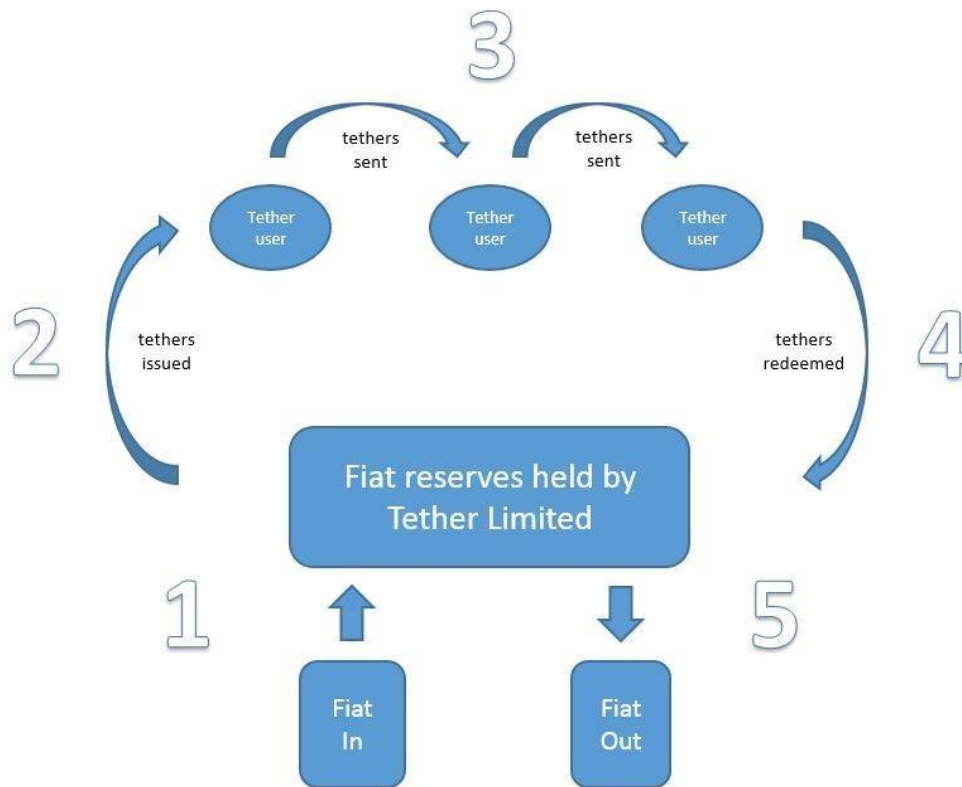 3
tethers
sent
tethers
sent
Tether
user
Tether
user
Tether
user
2
tethers
issued
tethers
redeemed
4
Fiat reserves held by
Tether Limited
1
5
Fiat
In
Fiat
Out